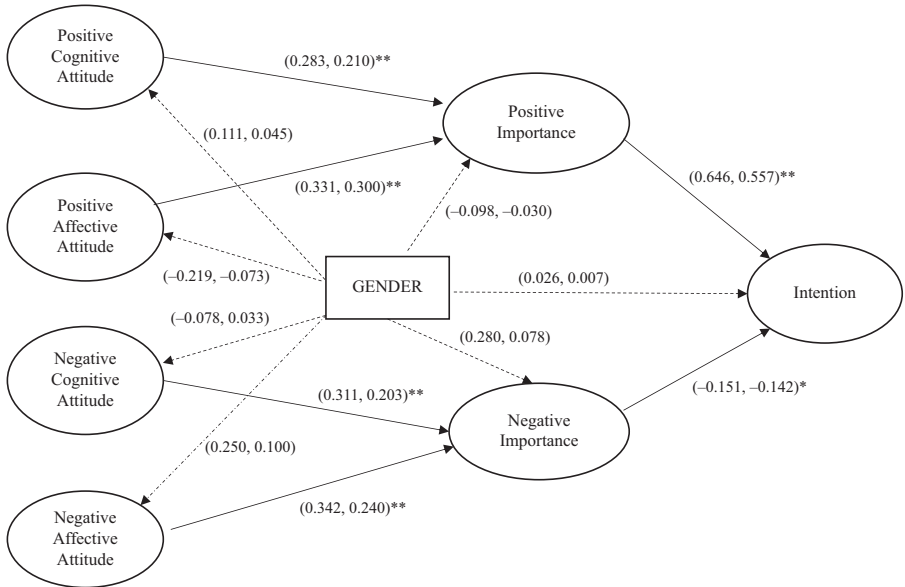 Positive
Cognitive
Attitude
(0.283, 0.210)**
Positive
Importance
(0.111, 0.045)
(0.331, 0.300)**
(0.646, 0.557)**
Positive
Affective
Attitude
(–0.098, –0.030)
(–0.219, –0.073)
GENDER
(0.026, 0.007)
Intention
(–0.078, 0.033)
(0.280, 0.078)
Negative
Cognitive
Attitude
(0.311, 0.203)**
(–0.151, –0.142)*
Negative
Importance
(0.250, 0.100)
(0.342, 0.240)**
Negative
Affective
Attitude